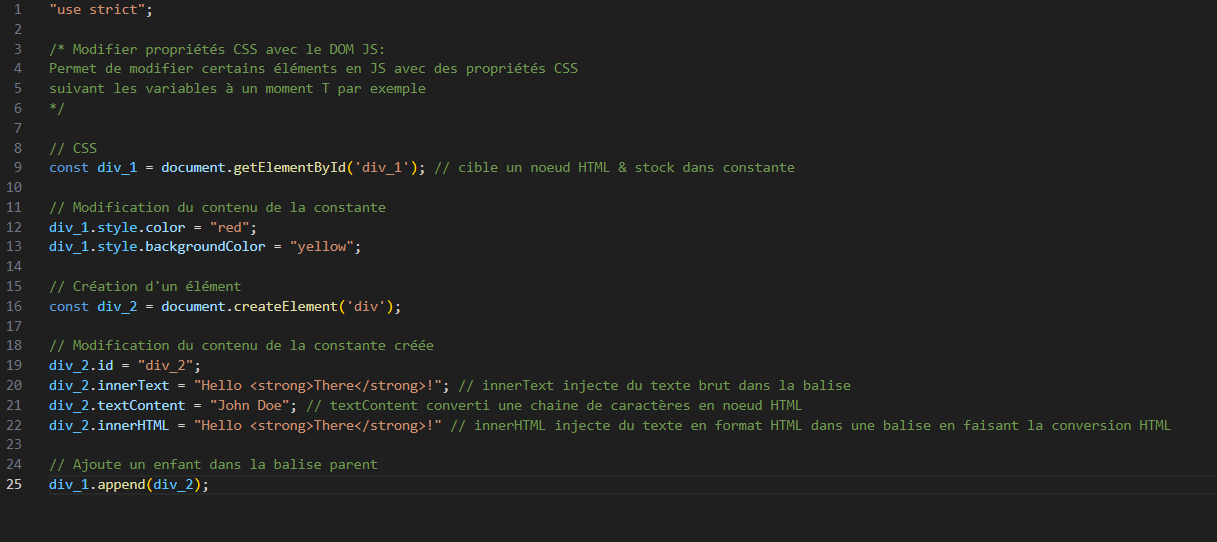 1 "use strict";
2
3 /* Modifier propriétés CSS avec le DOM JS:
4 Permet de modifier certains éléments en JS avec des propriétés CSS
5 suivant les variables à un moment T par exemple
6 */
7
8 // CSS
9 const div_1 = document.getElementById('div_1'); // cible un noeud HTML & stock dans constante
10
11 // Modification du contenu de la constante
12 div_1.style.color = "red";
13 div_1.style.backgroundColor = "yellow";
14
15 // Création d'un élément
16 const div_2 = document.createElement('div');
17
18 // Modification du contenu de la constante créée
19 div_2.id = "div_2";
20 div_2.innerText = "Hello <strong>There</strong>!"; // innerText injecte du texte brut dans la balise
21 div_2.textContent = "John Doe"; // textContent converti une chaine de caractères en noeud HTML
22 div_2.innerHTML = "Hello <strong>There</strong>!" // innerHTML injecte du texte en format HTML dans une balise en faisant la conversion HTML
23
24 // Ajoute un enfant dans la balise parent
25 div_1.append(div_2);